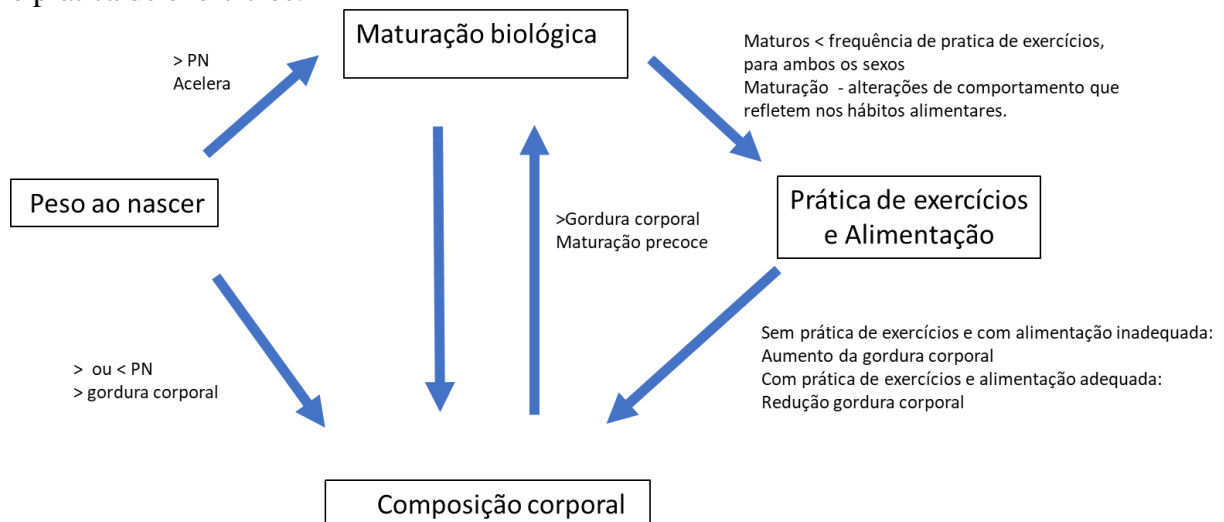 Maturação biológica
> PN
Acelera
Maturos < frequência de pratica de exercícios,
para ambos os sexos
Maturação - alterações de comportamento que
refletem nos hábitos alimentares.
Peso ao nascer
>Gordura corporal
Maturação precoce
Prática de exercícios
e Alimentação
> ou < PN
> gordura corporal
Sem prática de exercícios e com alimentação inadequada:
Aumento da gordura corporal
Com prática de exercícios e alimentação adequada:
Redução gordura corporal
Composição corporal